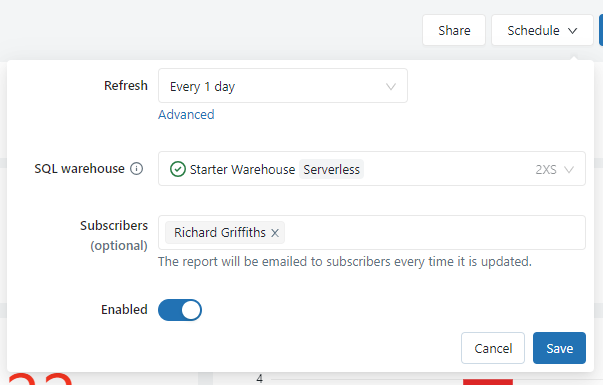 Share
Schedule
Refresh
Every 1 day
Advanced
SQL warehouse
Starter Warehouse Serverless 2XS
Subscribers
(optional)
Richard Griffiths
The report will be emailed to subscribers every time it is updated.
Enabled
Cancel
Save
4